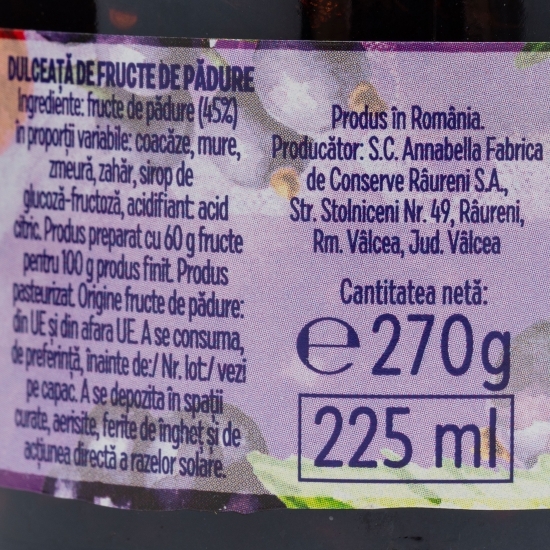 DULCEAȚĂ DE FRUCTE DE PĂDURE
Ingrediente: fructe de pădure (45%)
în proporții variabile: coacăze, mure,
zmeură, zahăr, sirop de
glucoză-fructoză, acidifiant: acid
citric. Produs preparat cu 60 g fructe
pentru 100 g produs finit. Produs
pasteurizat. Origine fructe de pădure:
din UE și din afara UE. A se consuma,
de preferință, înainte de:/ Nr. lot:/ vezi
pe capac. A se depozita în spații
curate, aerisite, ferite de îngheț și de
acțiunea directă a razelor solare.
Produs în România.
Producător: S.C. Annabella Fabrica
de Conserve Râureni S.A.,
Str. Stolniceni Nr. 49, Râureni,
Rm. Vâlcea, Jud. Vâlcea
Cantitatea netă:
℮ 270g
225 ml